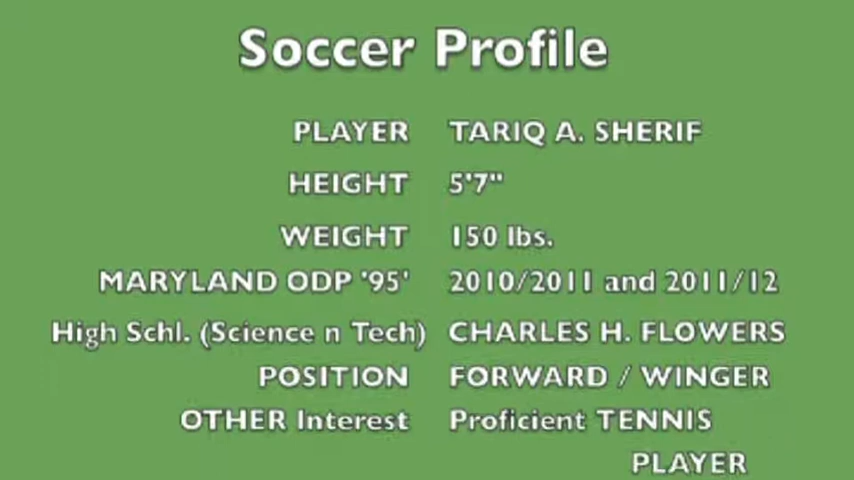 Soccer Profile
PLAYER TARIQ A. SHERIF
HEIGHT 5'7"
WEIGHT 150 lbs.
MARYLAND ODP '95' 2010/2011 and 2011/12
High Schl. (Science n Tech) CHARLES H. FLOWERS
POSITION FORWARD / WINGER
OTHER Interest Proficient TENNIS
PLAYER